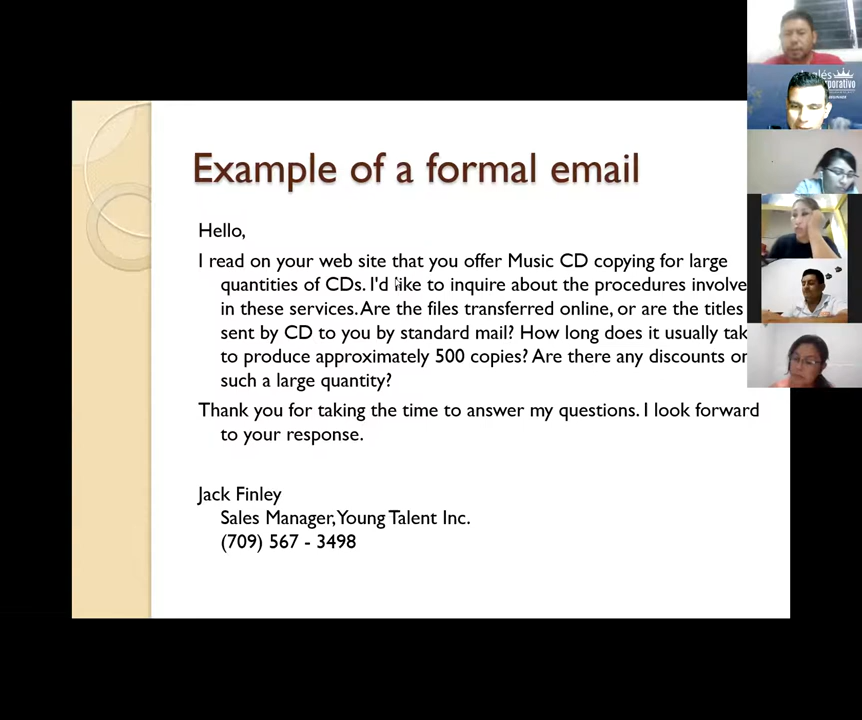 Example of a formal email
Hello,
I read on your web site that you offer Music CD copying for large
quantities of CDs. I'd like to inquire about the procedures involve
in these services. Are the files transferred online, or are the titles
sent by CD to you by standard mail? How long does it usually tak
to produce approximately 500 copies? Are there any discounts on
such a large quantity?
Thank you for taking the time to answer my questions. I look forward
to your response.
Jack Finley
Sales Manager, Young Talent Inc.
(709) 567 - 3498